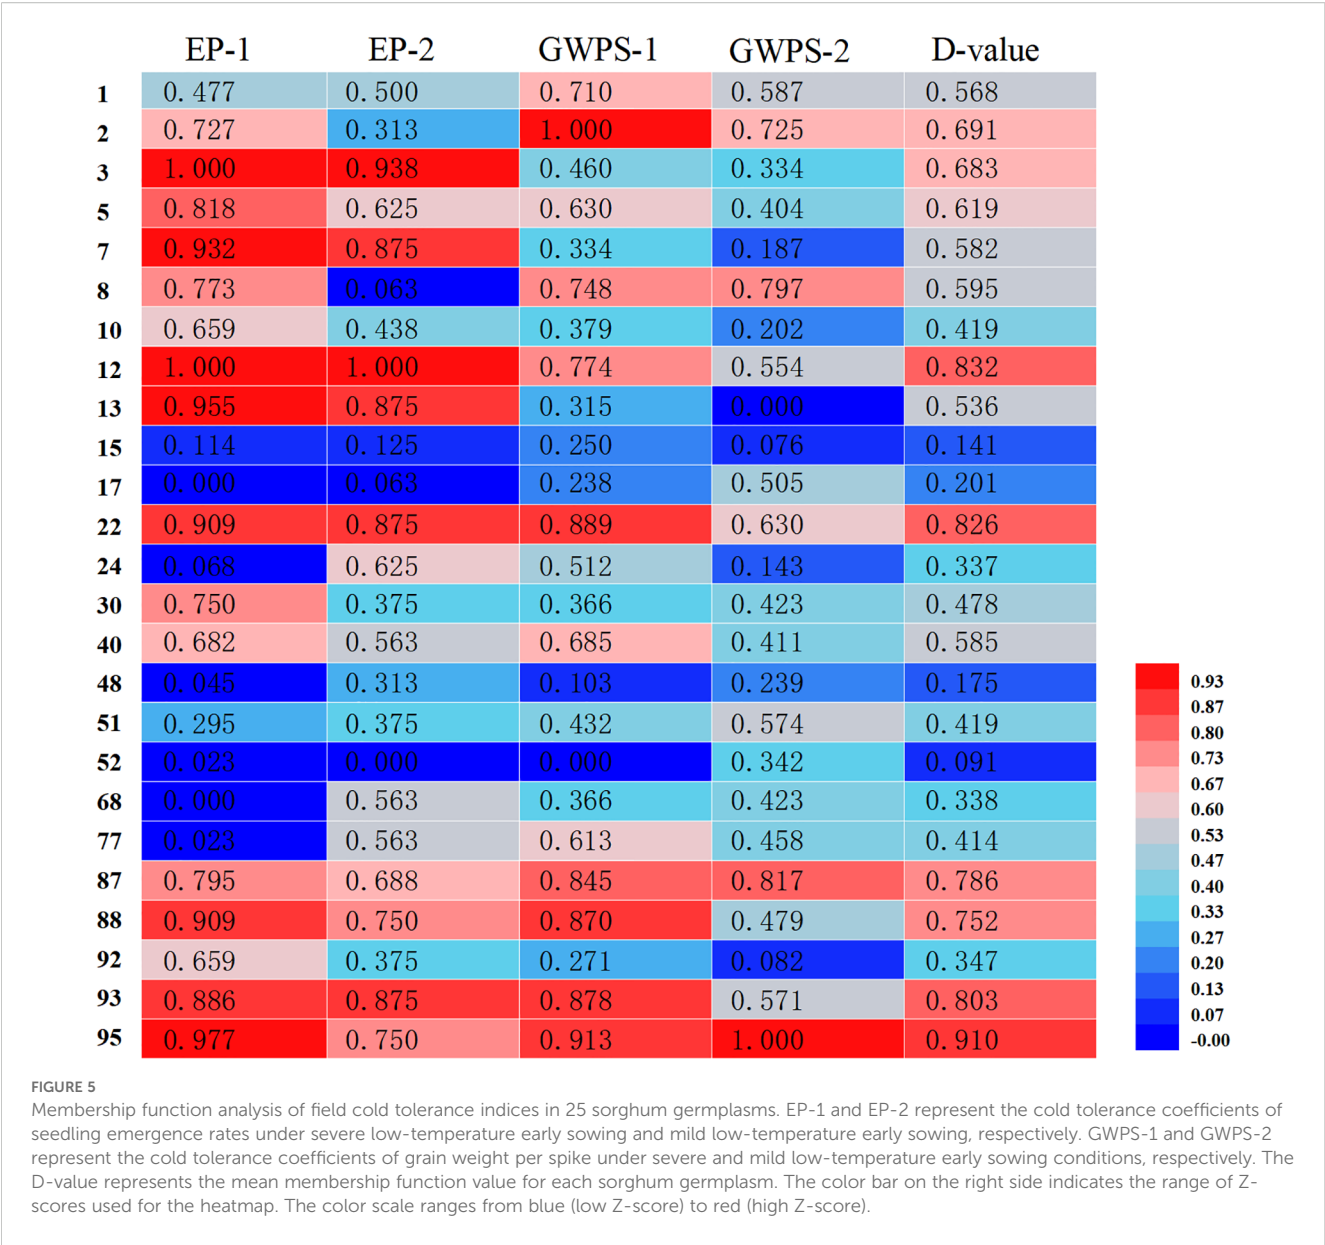 EP-1 EP-2 GWPS-1 GWPS-2 D-value
1 0.477 0.500 0.710 0.587 0.568
2 0.727 0.313 1.000 0.725 0.691
3 1.000 0.938 0.460 0.334 0.683
5 0.818 0.625 0.630 0.404 0.619
7 0.932 0.875 0.334 0.187 0.582
8 0.773 0.063 0.748 0.797 0.595
10 0.659 0.438 0.379 0.202 0.419
12 1.000 1.000 0.774 0.554 0.832
13 0.955 0.875 0.315 0.000 0.536
15 0.114 0.125 0.250 0.076 0.141
17 0.000 0.063 0.238 0.505 0.201
22 0.909 0.875 0.889 0.630 0.826
24 0.068 0.625 0.512 0.143 0.337
30 0.750 0.375 0.366 0.423 0.478
40 0.682 0.563 0.685 0.411 0.585
48 0.045 0.313 0.103 0.239 0.175
51 0.295 0.375 0.432 0.574 0.419
52 0.023 0.000 0.000 0.342 0.091
68 0.000 0.563 0.366 0.423 0.338
77 0.023 0.563 0.613 0.458 0.414
87 0.795 0.688 0.845 0.817 0.786
88 0.909 0.750 0.870 0.479 0.752
92 0.659 0.375 0.271 0.082 0.347
93 0.886 0.875 0.878 0.571 0.803
95 0.977 0.750 0.913 1.000 0.910
0.93
0.87
0.80
0.73
0.67
0.60
0.53
0.47
0.40
0.33
0.27
0.20
0.13
0.07
-0.00
FIGURE 5
Membership function analysis of field cold tolerance indices in 25 sorghum germplasms. EP-1 and EP-2 represent the cold tolerance coefficients of
seedling emergence rates under severe low-temperature early sowing and mild low-temperature early sowing, respectively. GWPS-1 and GWPS-2
represent the cold tolerance coefficients of grain weight per spike under severe and mild low-temperature early sowing conditions, respectively. The
D-value represents the mean membership function value for each sorghum germplasm. The color bar on the right side indicates the range of Z-
scores used for the heatmap. The color scale ranges from blue (low Z-score) to red (high Z-score).